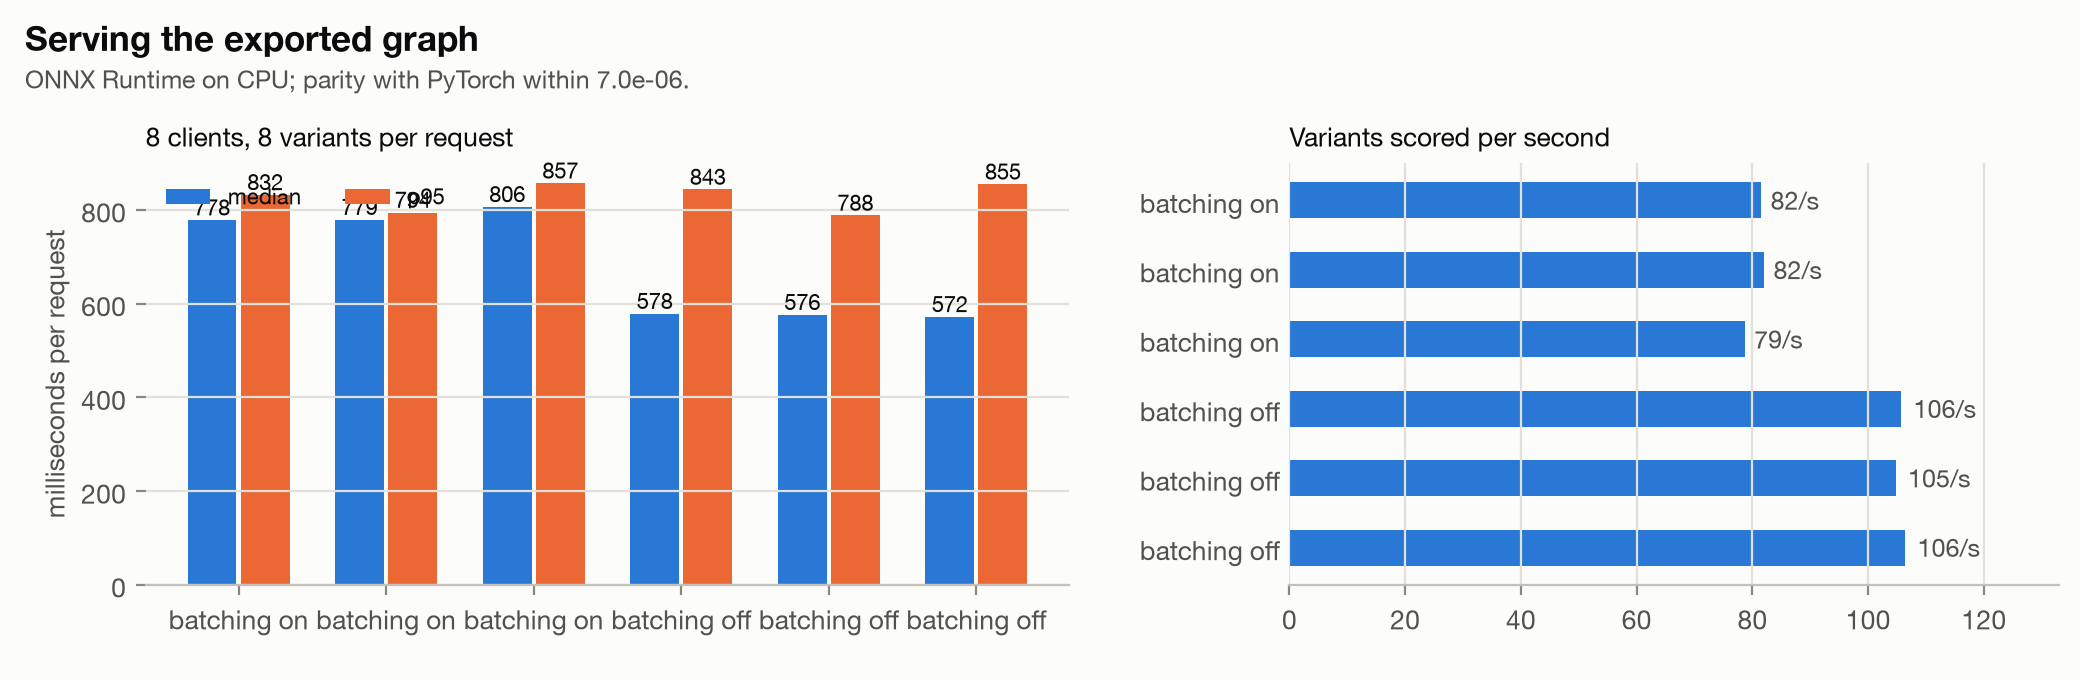 Serving the exported graph
ONNX Runtime on CPU; parity with PyTorch within 7.0e-06.
8 clients, 8 variants per request
median p95
778 832 779 794 806 857 578 843 576 788 572 855
milliseconds per request
800
600
400
200
0
batching on batching on batching on batching off batching off batching off
Variants scored per second
batching on 82/s
batching on 82/s
batching on 79/s
batching off 106/s
batching off 105/s
batching off 106/s
0 20 40 60 80 100 120